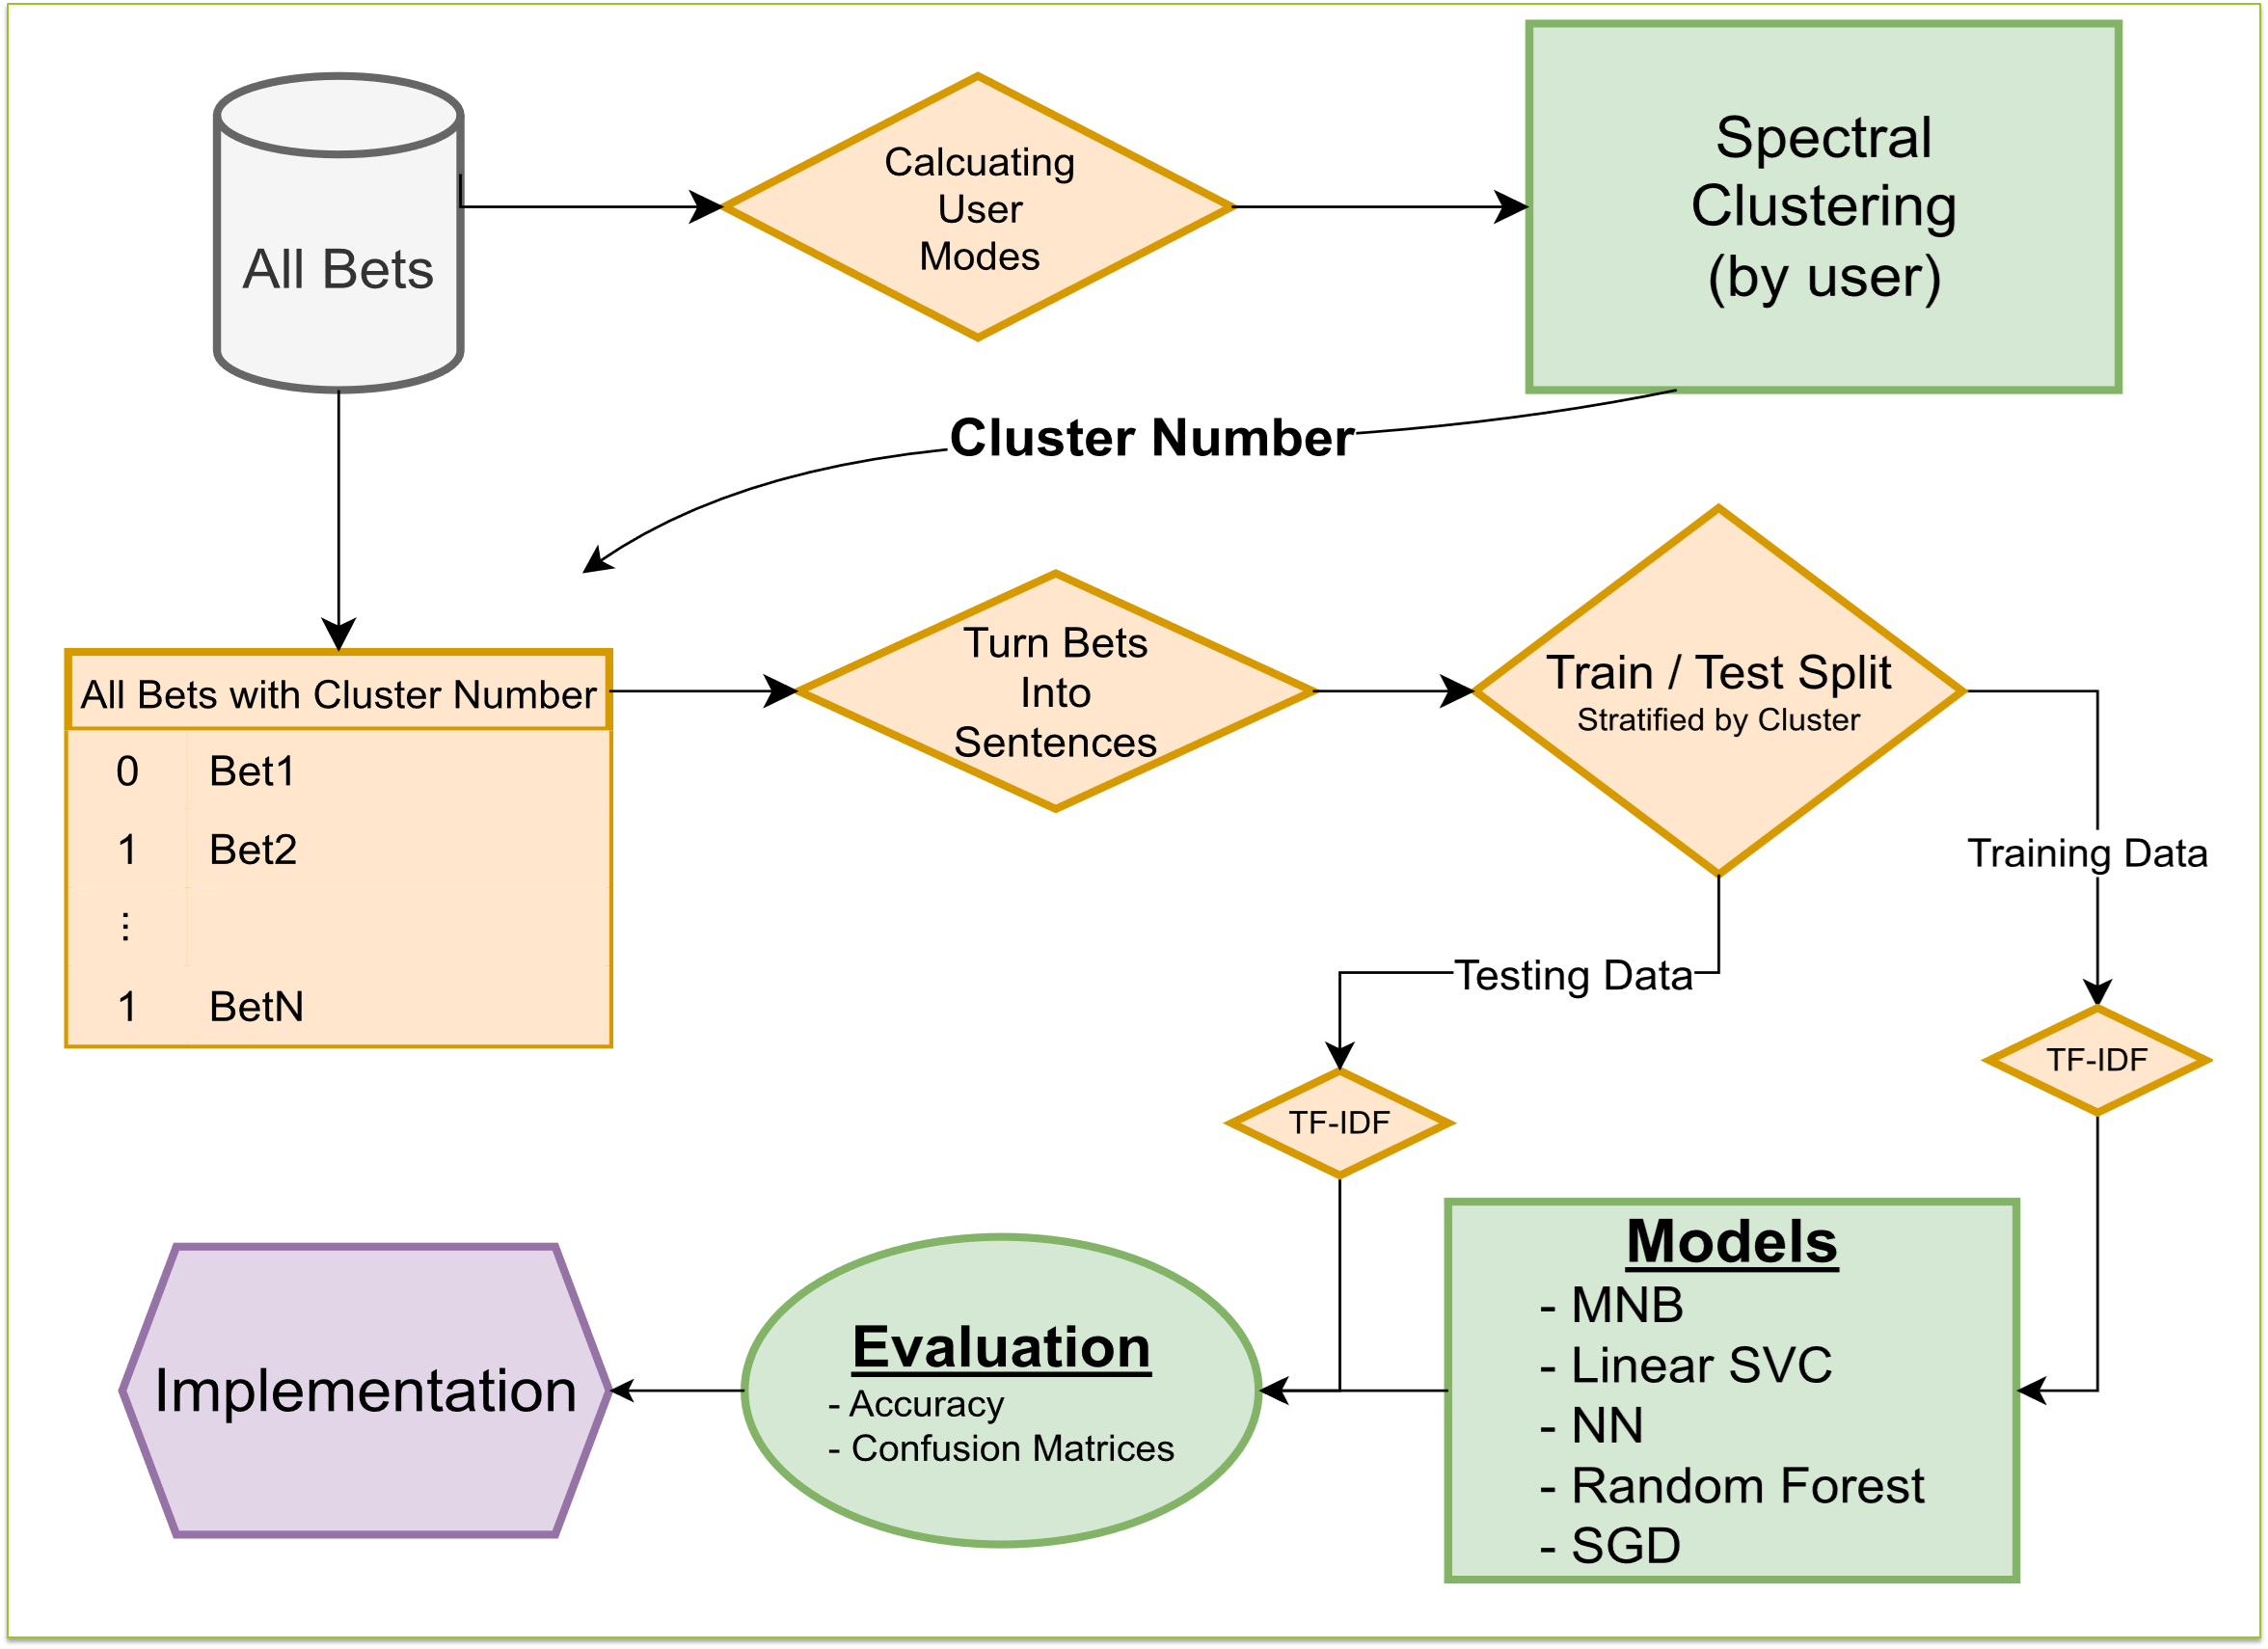 All Bets
Calcuating
User
Modes
Spectral
Clustering
(by user)
Cluster Number
All Bets with Cluster Number
0 Bet1
1 Bet2
⋮
1 BetN
Turn Bets
Into
Sentences
Train / Test Split
Stratified by Cluster
Training Data
Testing Data
TF-IDF
TF-IDF
Models
- MNB
- Linear SVC
- NN
- Random Forest
- SGD
Evaluation
- Accuracy
- Confusion Matrices
Implementation